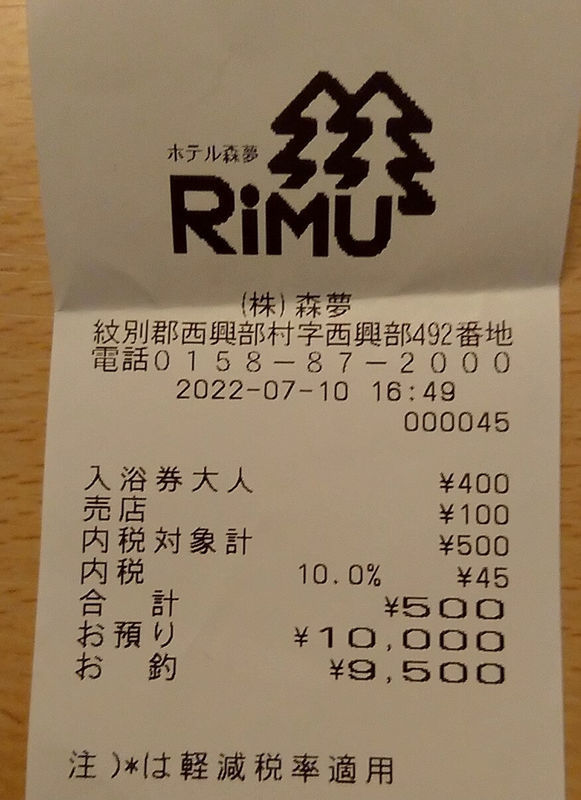 ホテル森夢
RiMU
(株)森夢
紋別郡西興部村字西興部492番地
電話0158-87-2000
2022-07-10 16:49
000045
入浴券大人 ¥400
売店 ¥100
内税対象計 ¥500
内税 10.0% ¥45
合 計 ¥500
お預り ¥10,000
お 釣 ¥9,500
注)*は軽減税率適用